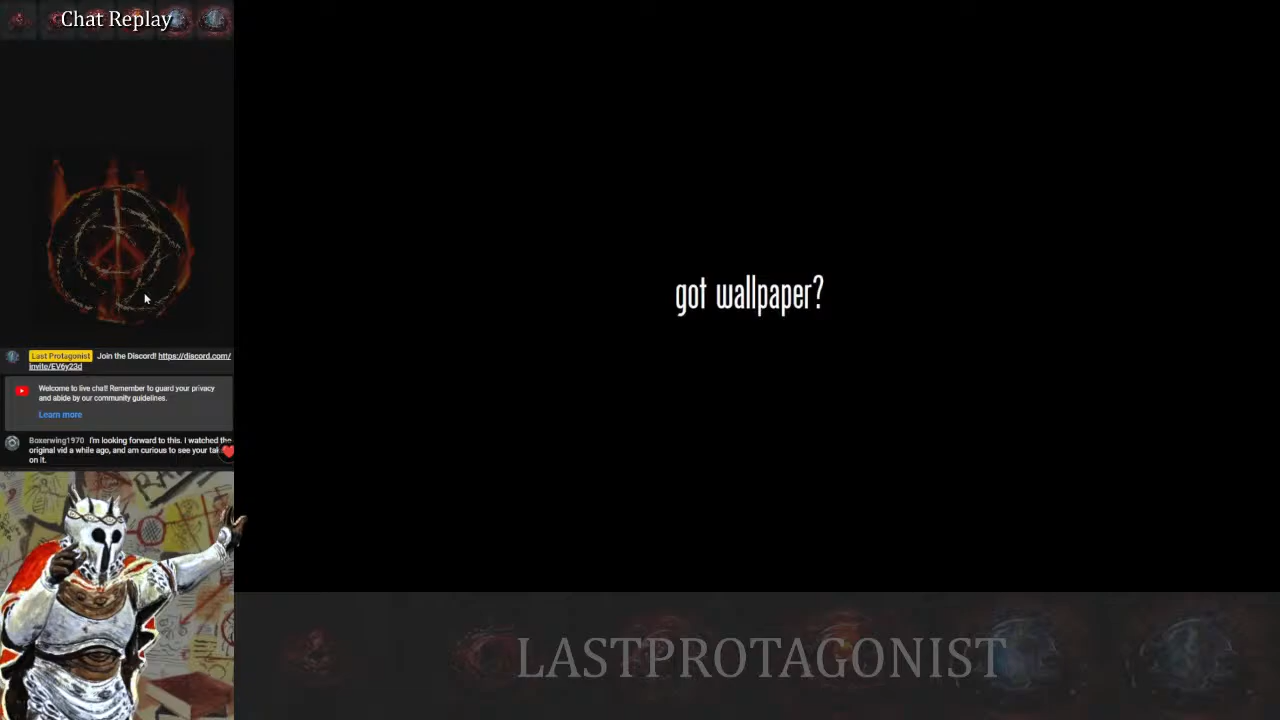 Chat Replay
Last Protagonist Join the Discord! https://discord.com/
invite/EV6y23d
Welcome to live chat! Remember to guard your privacy
and abide by our community guidelines.
Learn more
Boxerwing1970 I'm looking forward to this. I watched the
original vid a while ago, and am curious to see your
on it.
got wallpaper?
LASTPROTAGONIST